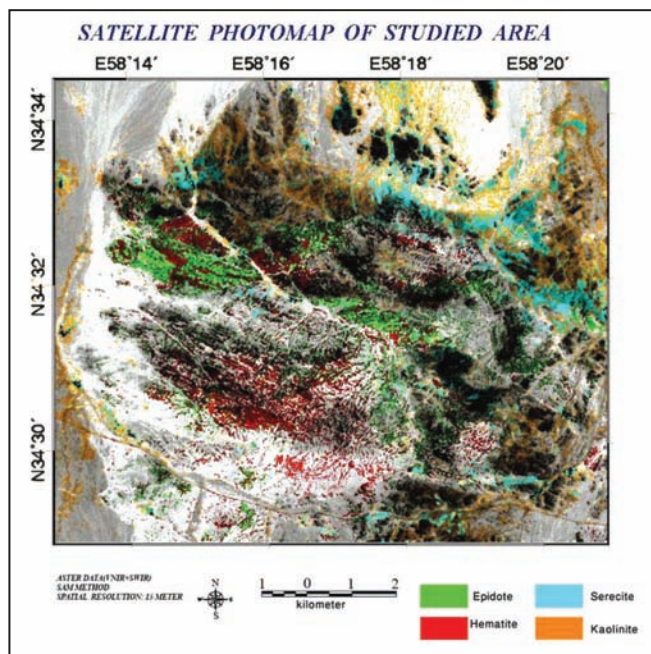 SATELLITE PHOTOMAP OF STUDIED AREA
E58°14′ E58°16′ E58°18′ E58°20′
N34°34′
N34°32′
N34°30′
ASTER DATA(VNIR+SWIR)
SAM METHOD
SPATIAL RESOLUTION: 15 METER
N
S
1 0 1 2
kilometer
Epidote
Serecite
Hematite
Kaolinite